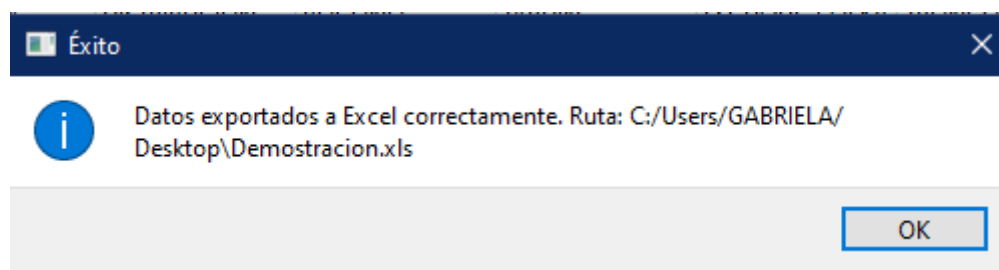 Éxito
Datos exportados a Excel correctamente. Ruta: C:/Users/GABRIELA/
Desktop\Demostracion.xls
OK